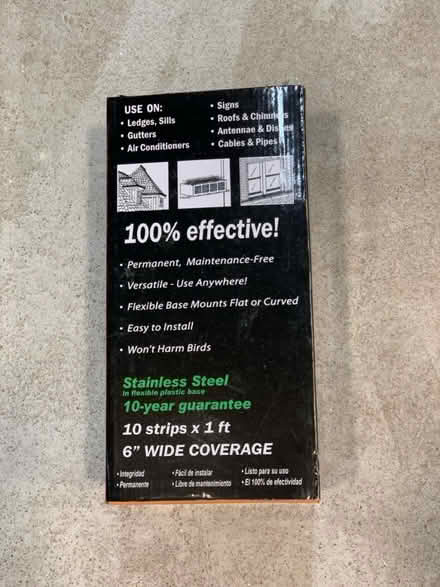 USE ON:
• Ledges, Sills
• Gutters
• Air Conditioners
• Signs
• Roofs & Chimneys
• Antennae & Dishes
• Cables & Pipes
100% effective!
• Permanent, Maintenance-Free
• Versatile - Use Anywhere!
• Flexible Base Mounts Flat or Curved
• Easy to Install
• Won't Harm Birds
Stainless Steel
In flexible plastic base
10-year guarantee
10 strips x 1 ft
6" WIDE COVERAGE
• Integridad
• Permanente
• Fácil de instalar
• Libre de mantenimiento
• Listo para su uso
• El 100% de efectividad